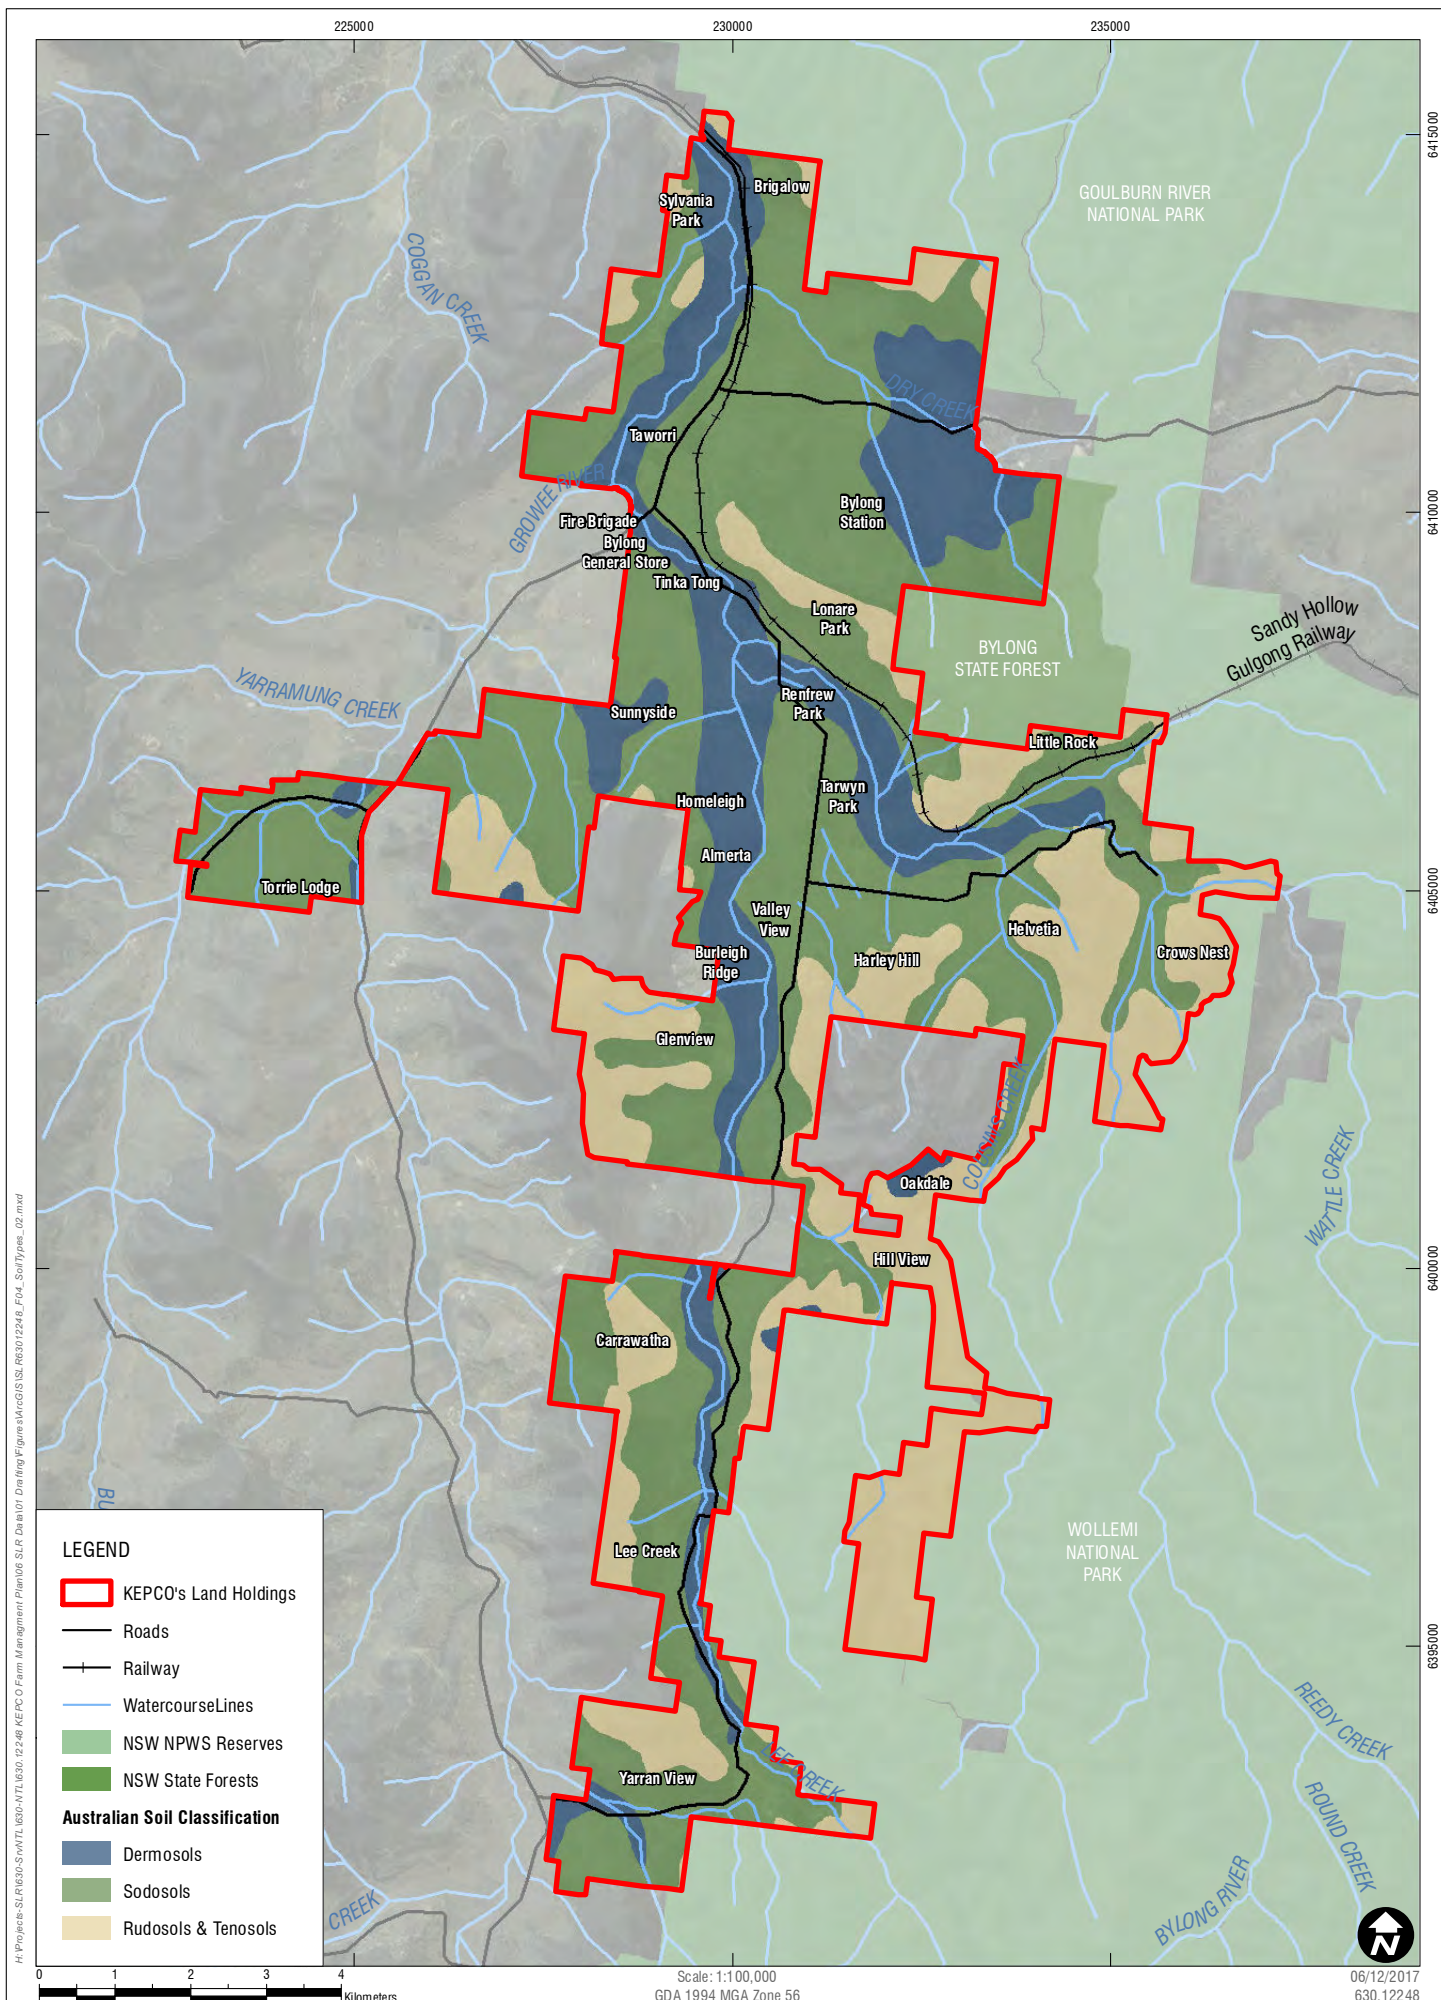 225000
230000
235000
6415000
GOULBURN RIVER
NATIONAL PARK
Brigalow
Sylvania
Park
COGGAN CREEK
DRY CREEK
Taworri
GROWEE RIVER
Bylong
Station
6410000
Fire Brigade
Bylong
General Store
Tinka Tong
Lonare
Park
Sandy Hollow
Gulgong Railway
BYLONG
STATE FOREST
YARRAMUNG CREEK
Renfrew
Park
Sunnyside
Little Rock
Tarwyn
Park
Homeleigh
Almerta
Torrie Lodge
6405000
Valley
View
Helvetia
Burleigh
Ridge
Harley Hill
Crows Nest
Glenview
COUSINS CREEK
WATTLE CREEK
Oakdale
Hill View
6400000
Carrawatha
BU
WOLLEMI
NATIONAL
PARK
Lee Creek
6395000
REEDY CREEK
LEE CREEK
Yarran View
ROUND CREEK
BYLONG RIVER
CREEK
LEGEND
KEPCO's Land Holdings
Roads
Railway
WatercourseLines
NSW NPWS Reserves
NSW State Forests
Australian Soil Classification
Dermosols
Sodosols
Rudosols & Tenosols
N
0 1 2 3 4
Kilometers
Scale: 1:100,000
GDA 1994 MGA Zone 56
06/12/2017
630.12248